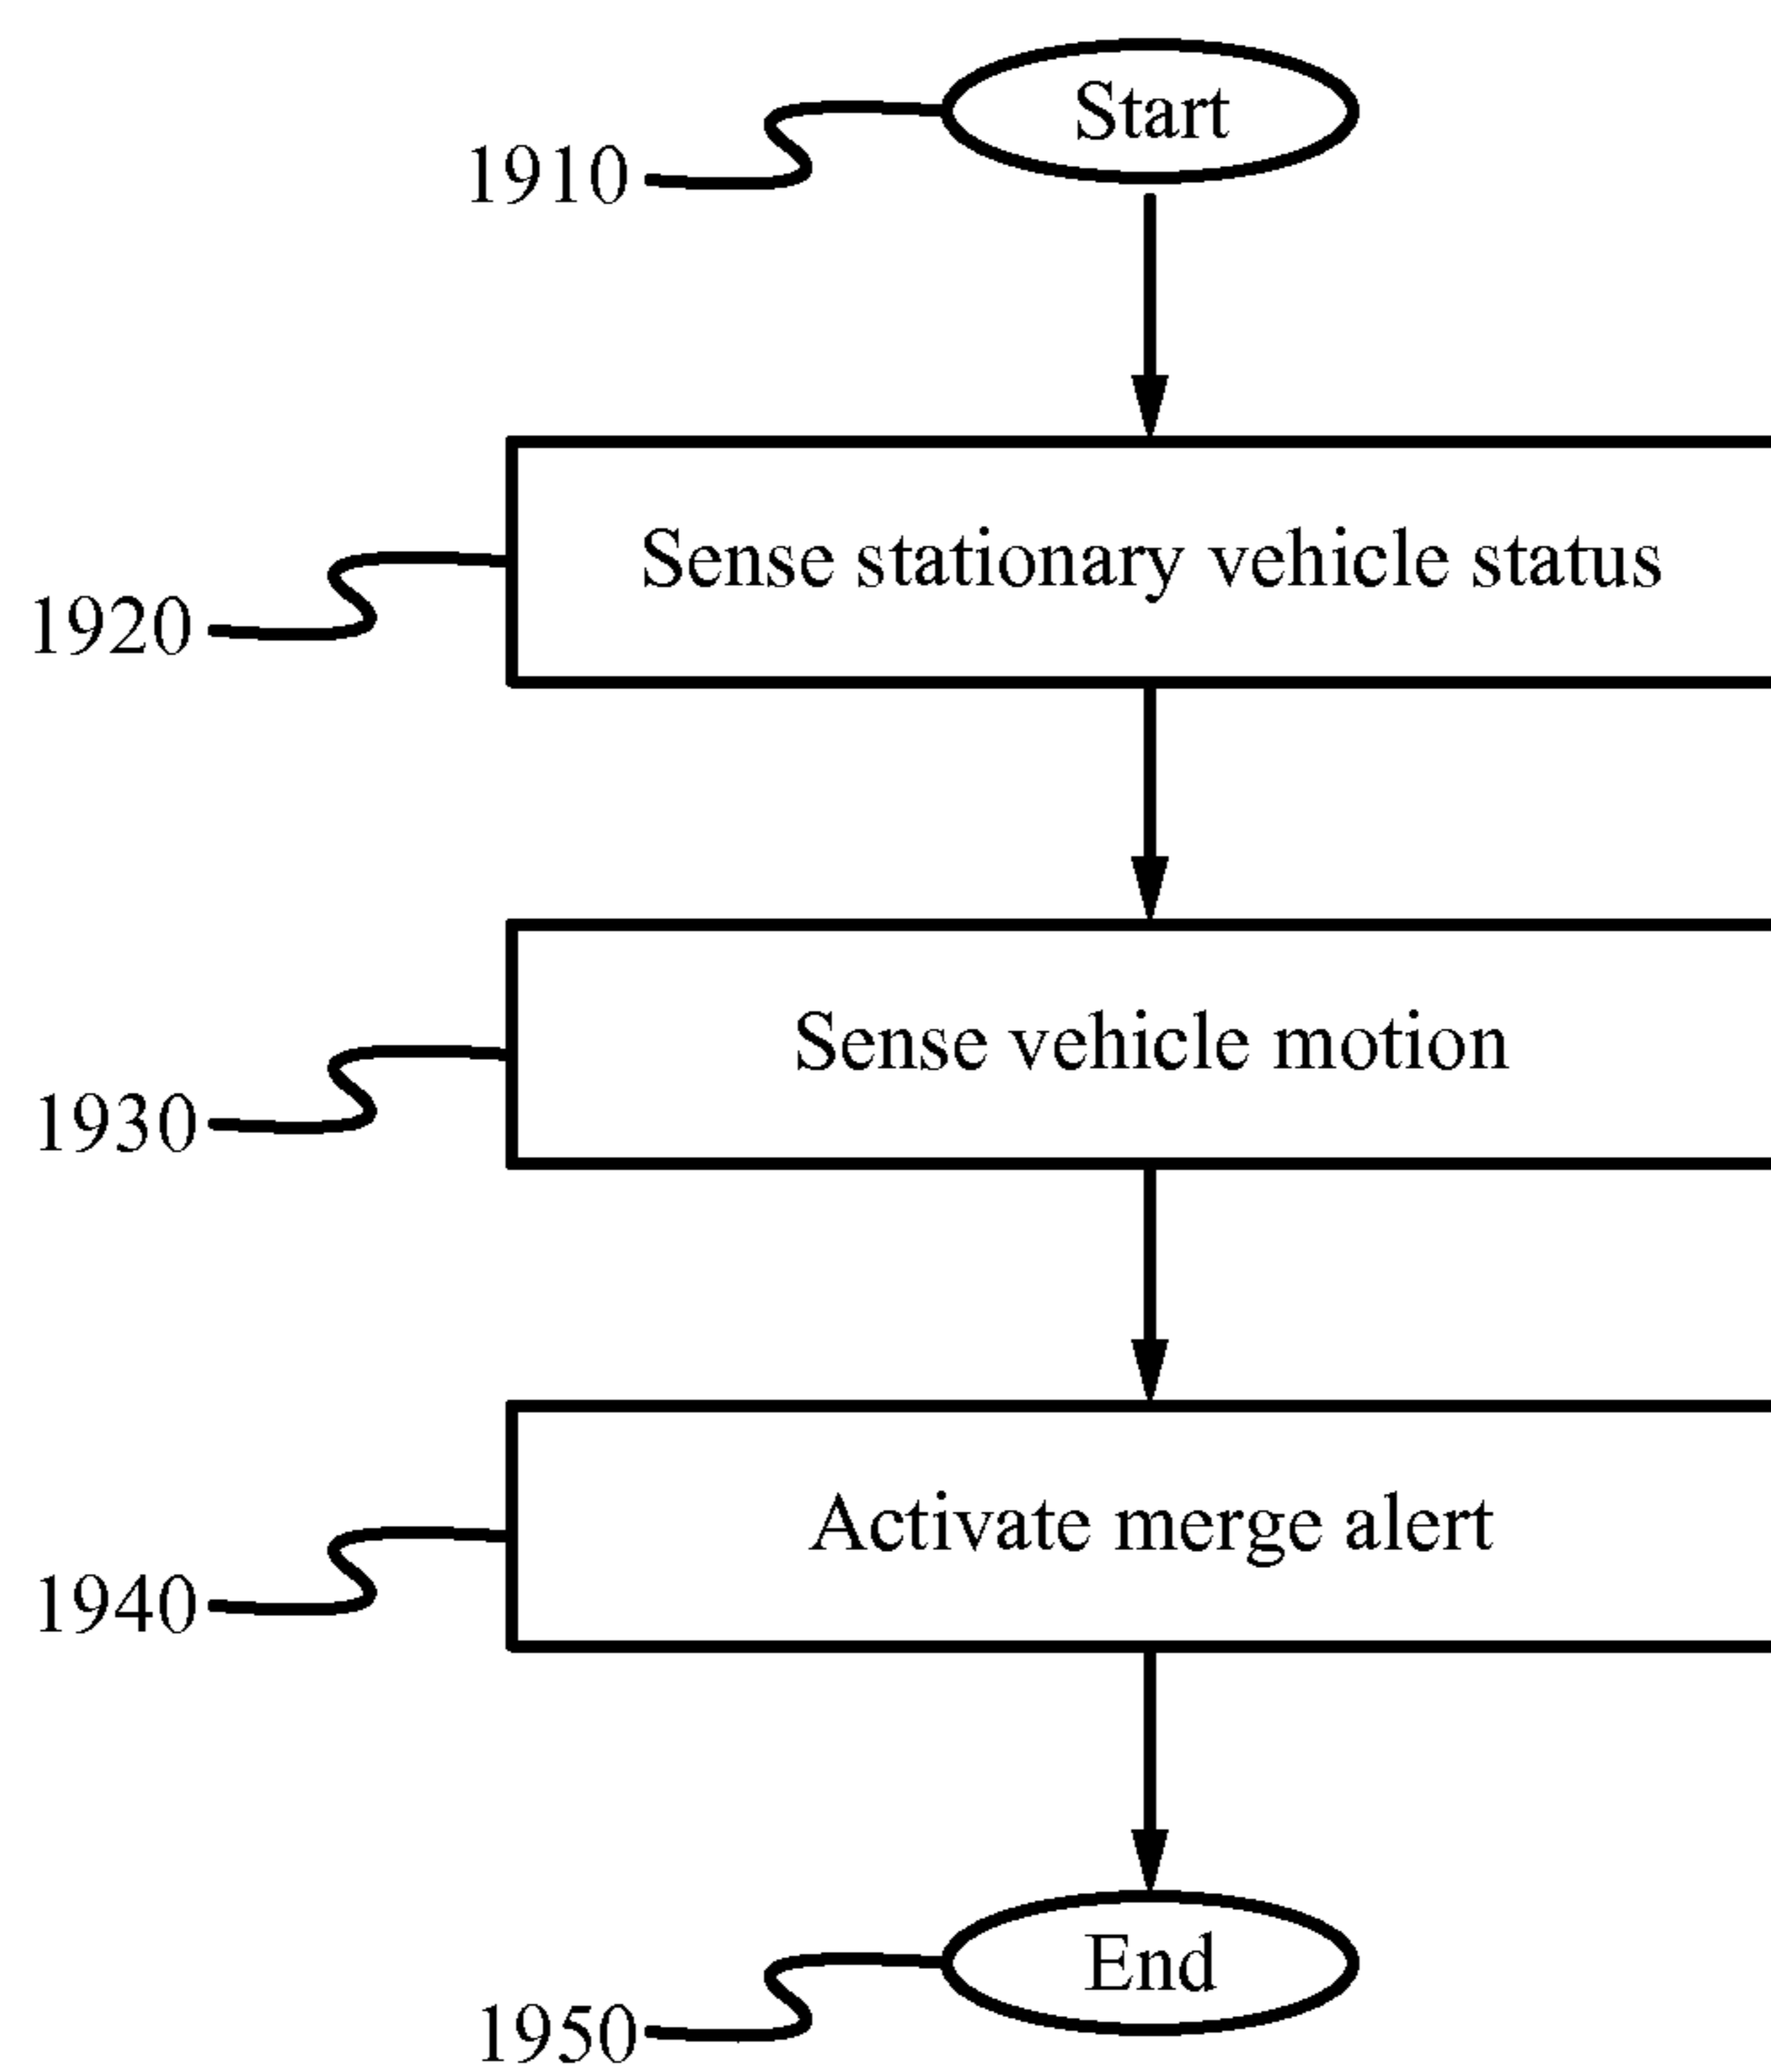 Start
1910
Sense stationary vehicle status
1920
Sense vehicle motion
1930
Activate merge alert
1940
End
1950